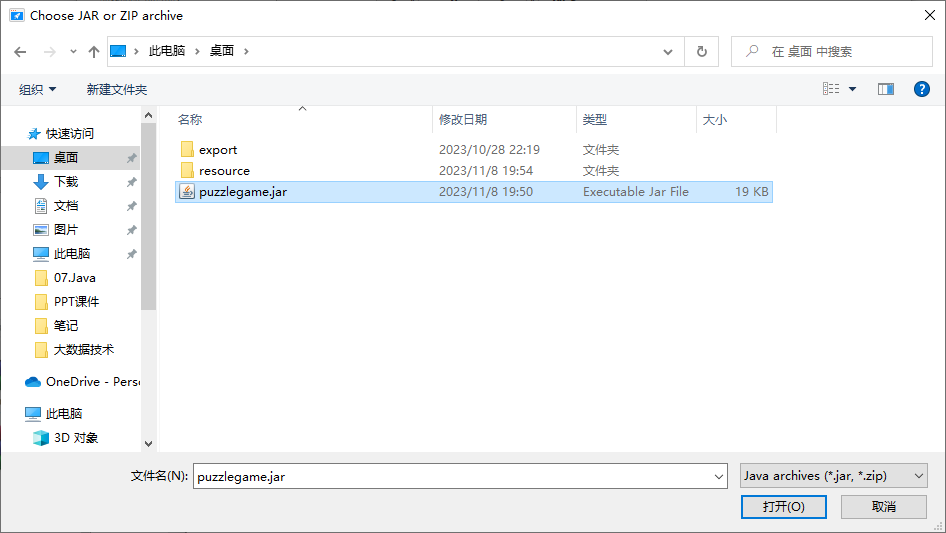 Choose JAR or ZIP archive
此电脑 桌面
在 桌面 中搜索
组织 新建文件夹
名称 修改日期 类型 大小
快速访问
桌面
下载
文档
图片
此电脑
07.Java
PPT课件
笔记
大数据技术
OneDrive - Perso
此电脑
3D 对象
export 2023/10/28 22:19 文件夹
resource 2023/11/8 19:54 文件夹
puzzlegame.jar 2023/11/8 19:50 Executable Jar File 19 KB
文件名(N): puzzlegame.jar Java archives (*.jar, *.zip)
打开(O) 取消